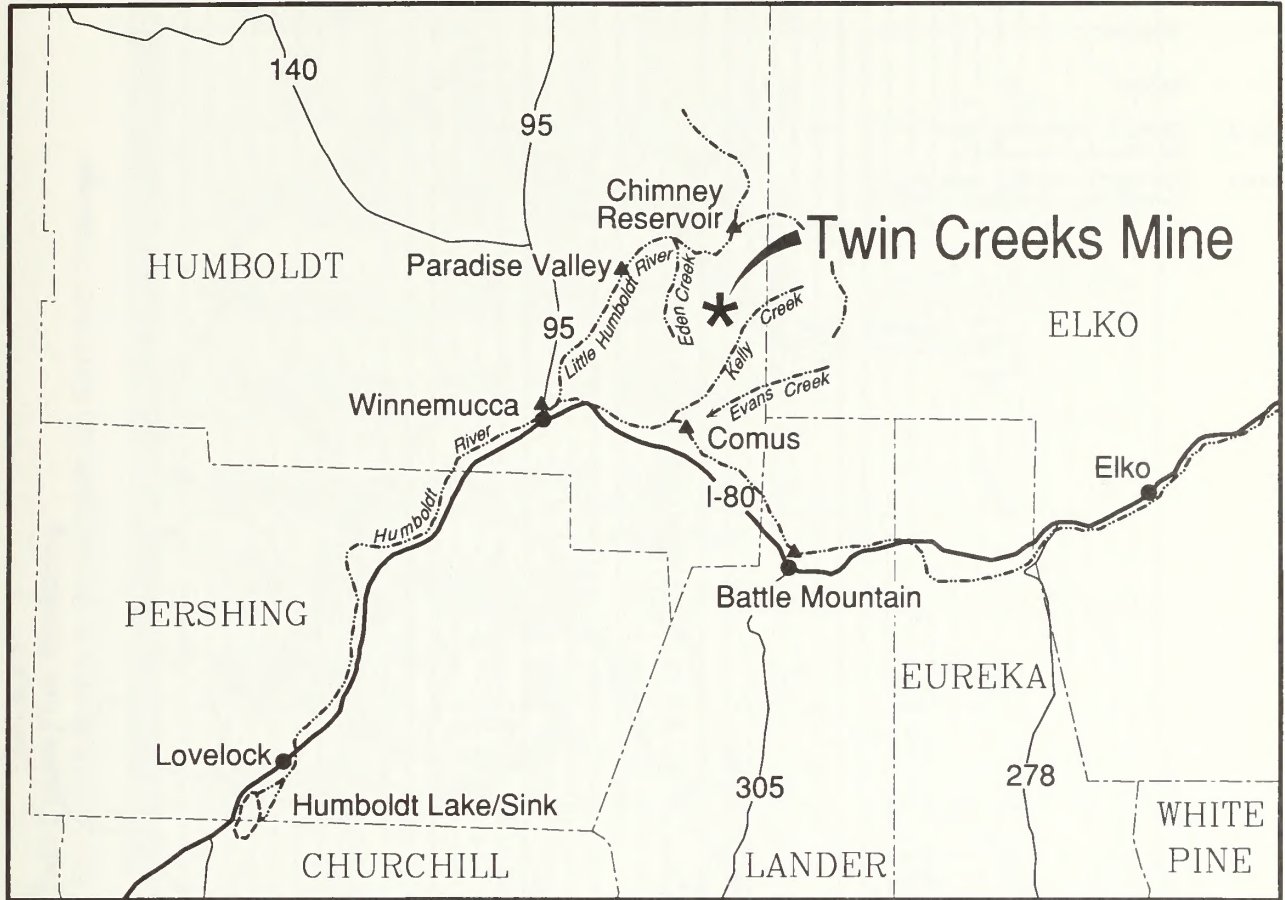 140
95
Chimney
Reservoir
Twin Creeks Mine
HUMBOLDT
Paradise Valley
Little Humboldt River
Eden Creek
Kelly Creek
ELKO
95
Evans Creek
Winnemucca
River
Comus
Elko
I-80
Humboldt
Battle Mountain
PERSHING
EUREKA
Lovelock
305
278
Humboldt Lake/Sink
WHITE
PINE
CHURCHILL
LANDER